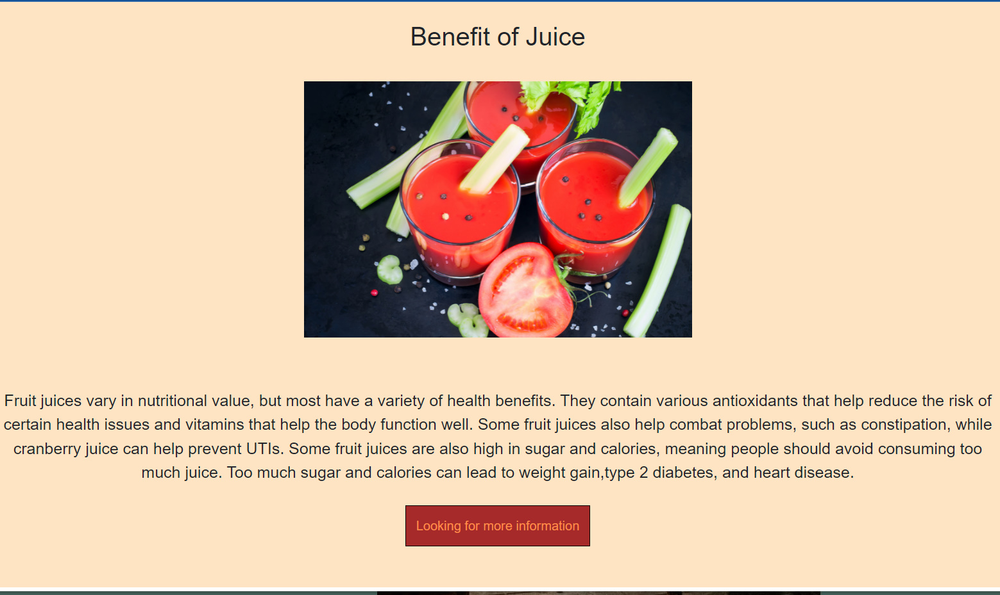 Benefit of Juice
Fruit juices vary in nutritional value, but most have a variety of health benefits. They contain various antioxidants that help reduce the risk of
certain health issues and vitamins that help the body function well. Some fruit juices also help combat problems, such as constipation, while
cranberry juice can help prevent UTIs. Some fruit juices are also high in sugar and calories, meaning people should avoid consuming too
much juice. Too much sugar and calories can lead to weight gain,type 2 diabetes, and heart disease.
Looking for more information